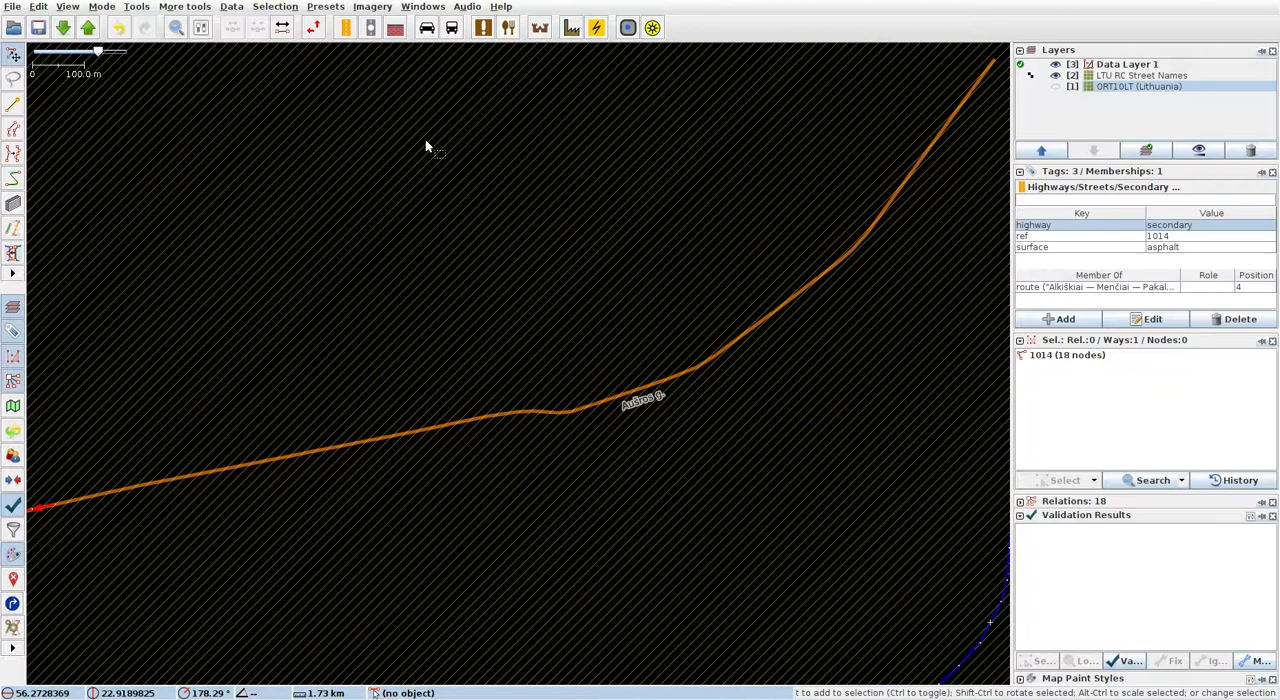 File Edit View Mode Tools More tools Data Selection Presets Imagery Windows Audio Help
0 100.0 m
Aušros g.
Layers
[3] Data Layer 1
[2] LTU RC Street Names
[1] ORT10LT (Lithuania)
Tags: 3 / Memberships: 1
Highways/Streets/Secondary ...
Key Value
highway secondary
ref 1014
surface asphalt
Member Of Role Position
route ("Alkiškiai — Menčiai — Pakal... 4
Add Edit Delete
Sel.: Rel.:0 / Ways:1 / Nodes:0
1014 (18 nodes)
Select Search History
Relations: 18
Validation Results
Se... Lo... Va... Fix Ig... M...
Map Paint Styles
56.2728369 22.9189825 178.29 ° -- 1.73 km (no object) t to add to selection (Ctrl to toggle); Shift-Ctrl to rotate selected; Alt-Ctrl to scale selected; or change selection